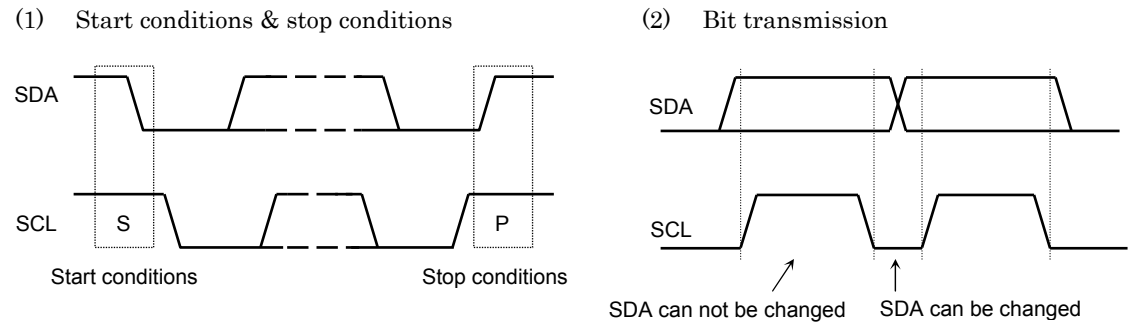 (1) Start conditions & stop conditions
SDA
SCL
S
P
Start conditions
Stop conditions
(2) Bit transmission
SDA
SCL
SDA can not be changed
SDA can be changed